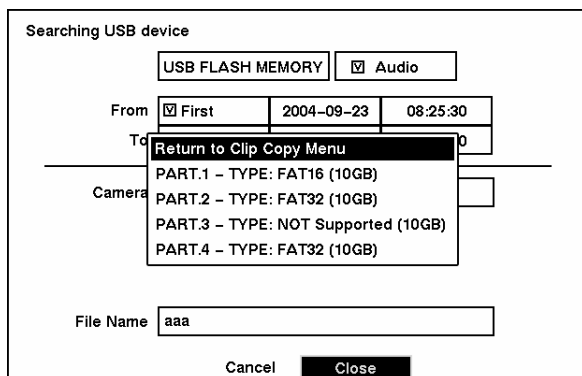 Searching USB device
USB FLASH MEMORY Audio
From First 2004-09-23 08:25:30
To 0
Return to Clip Copy Menu
PART.1 – TYPE: FAT16 (10GB)
PART.2 – TYPE: FAT32 (10GB)
Camera
PART.3 – TYPE: NOT Supported (10GB)
PART.4 – TYPE: FAT32 (10GB)
File Name aaa
Cancel Close